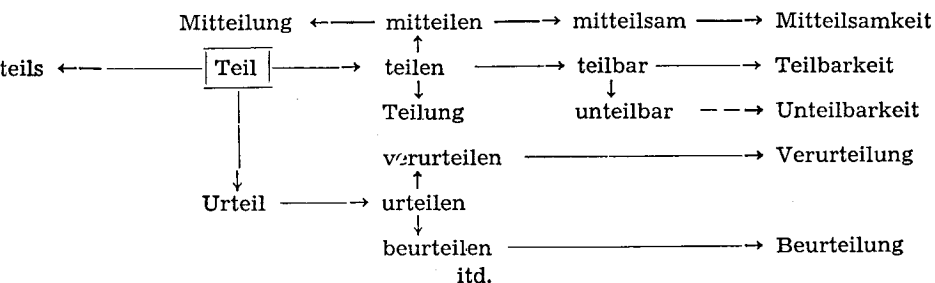 Mitteilung ←— mitteilen —→ mitteilsam —→ Mitteilsamkeit
teils ←— Teil —→ teilen —→ teilbar —→ Teilbarkeit
Teilung unteilbar – –→ Unteilbarkeit
verurteilen —→ Verurteilung
Urteil —→ urteilen
beurteilen —→ Beurteilung
itd.